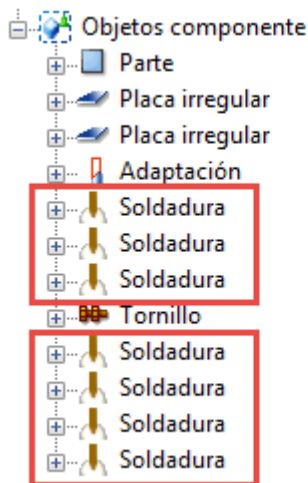 Objetos componente
Parte
Placa irregular
Placa irregular
Adaptación
Soldadura
Soldadura
Soldadura
Tornillo
Soldadura
Soldadura
Soldadura
Soldadura